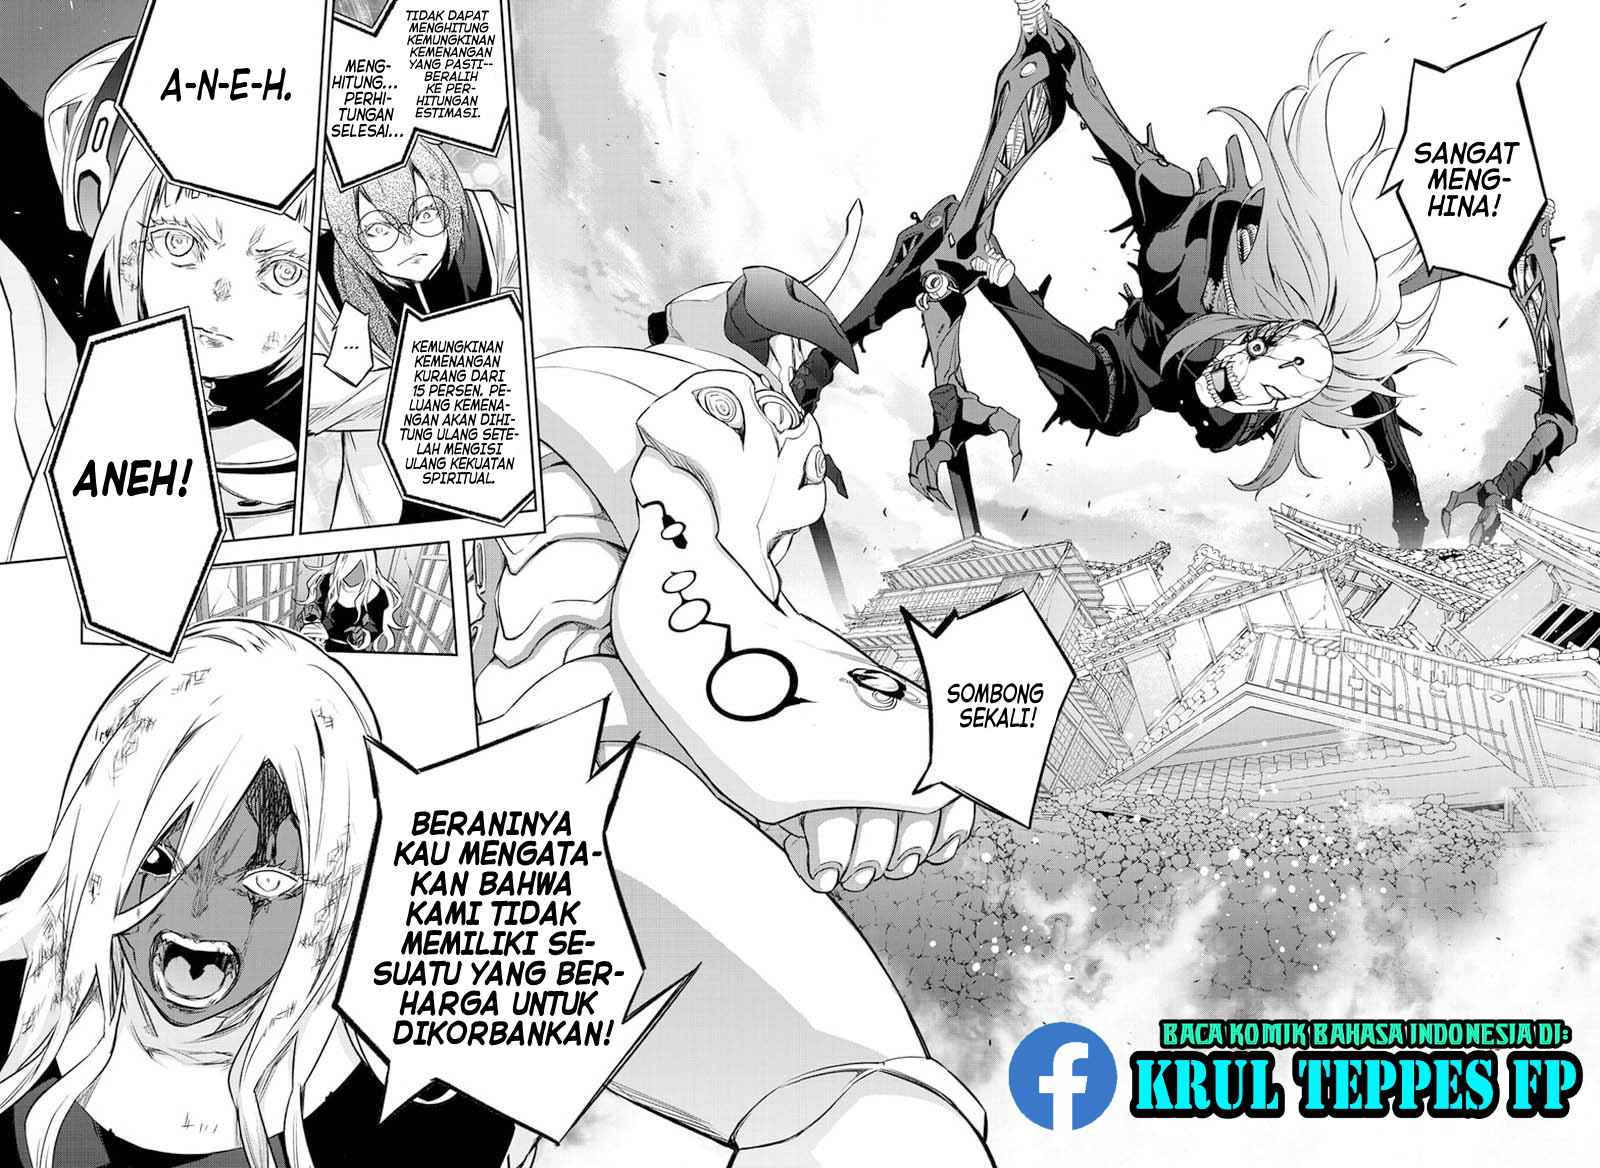 SANGAT
MENG-
HINA!
SOMBONG
SEKALI!
TIDAK DAPAT
MENGHITUNG
KEMUNGKINAN
KEMENANGAN
YANG PASTI--
BERALIH
KE PER-
HITUNGAN
ESTIMASI.
MENG-
HITUNG...
PERHI-
TUNGAN
SELESAI...
...
KEMUNGKINAN
KEMENANGAN
KURANG DARI
15 PERSEN. PE-
LUANG KEMENA-
NGAN AKAN DIHI-
TUNG ULANG SETE-
LAH MENGISI
ULANG KEKUATAN
SPIRITUAL.
A-N-E-H.
ANEH!
BERANINYA
KAU MENGATA-
KAN BAHWA
KAMI TIDAK
MEMILIKI SE-
SUATU YANG BER-
HARGA UNTUK
DIKORBANKAN!
BACA KOMIK BAHASA INDONESIA DI:
f KRUL TEPPES FP